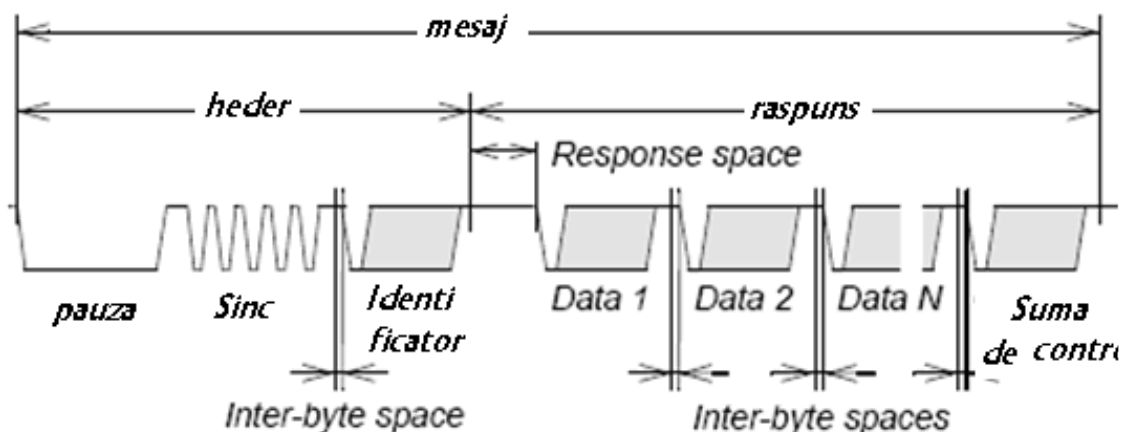 mesaj
heder
raspuns
Response space
pauza
Sinc
Identi
ficator
Data 1
Data 2
Data N
Suma
de contro
Inter-byte space
Inter-byte spaces